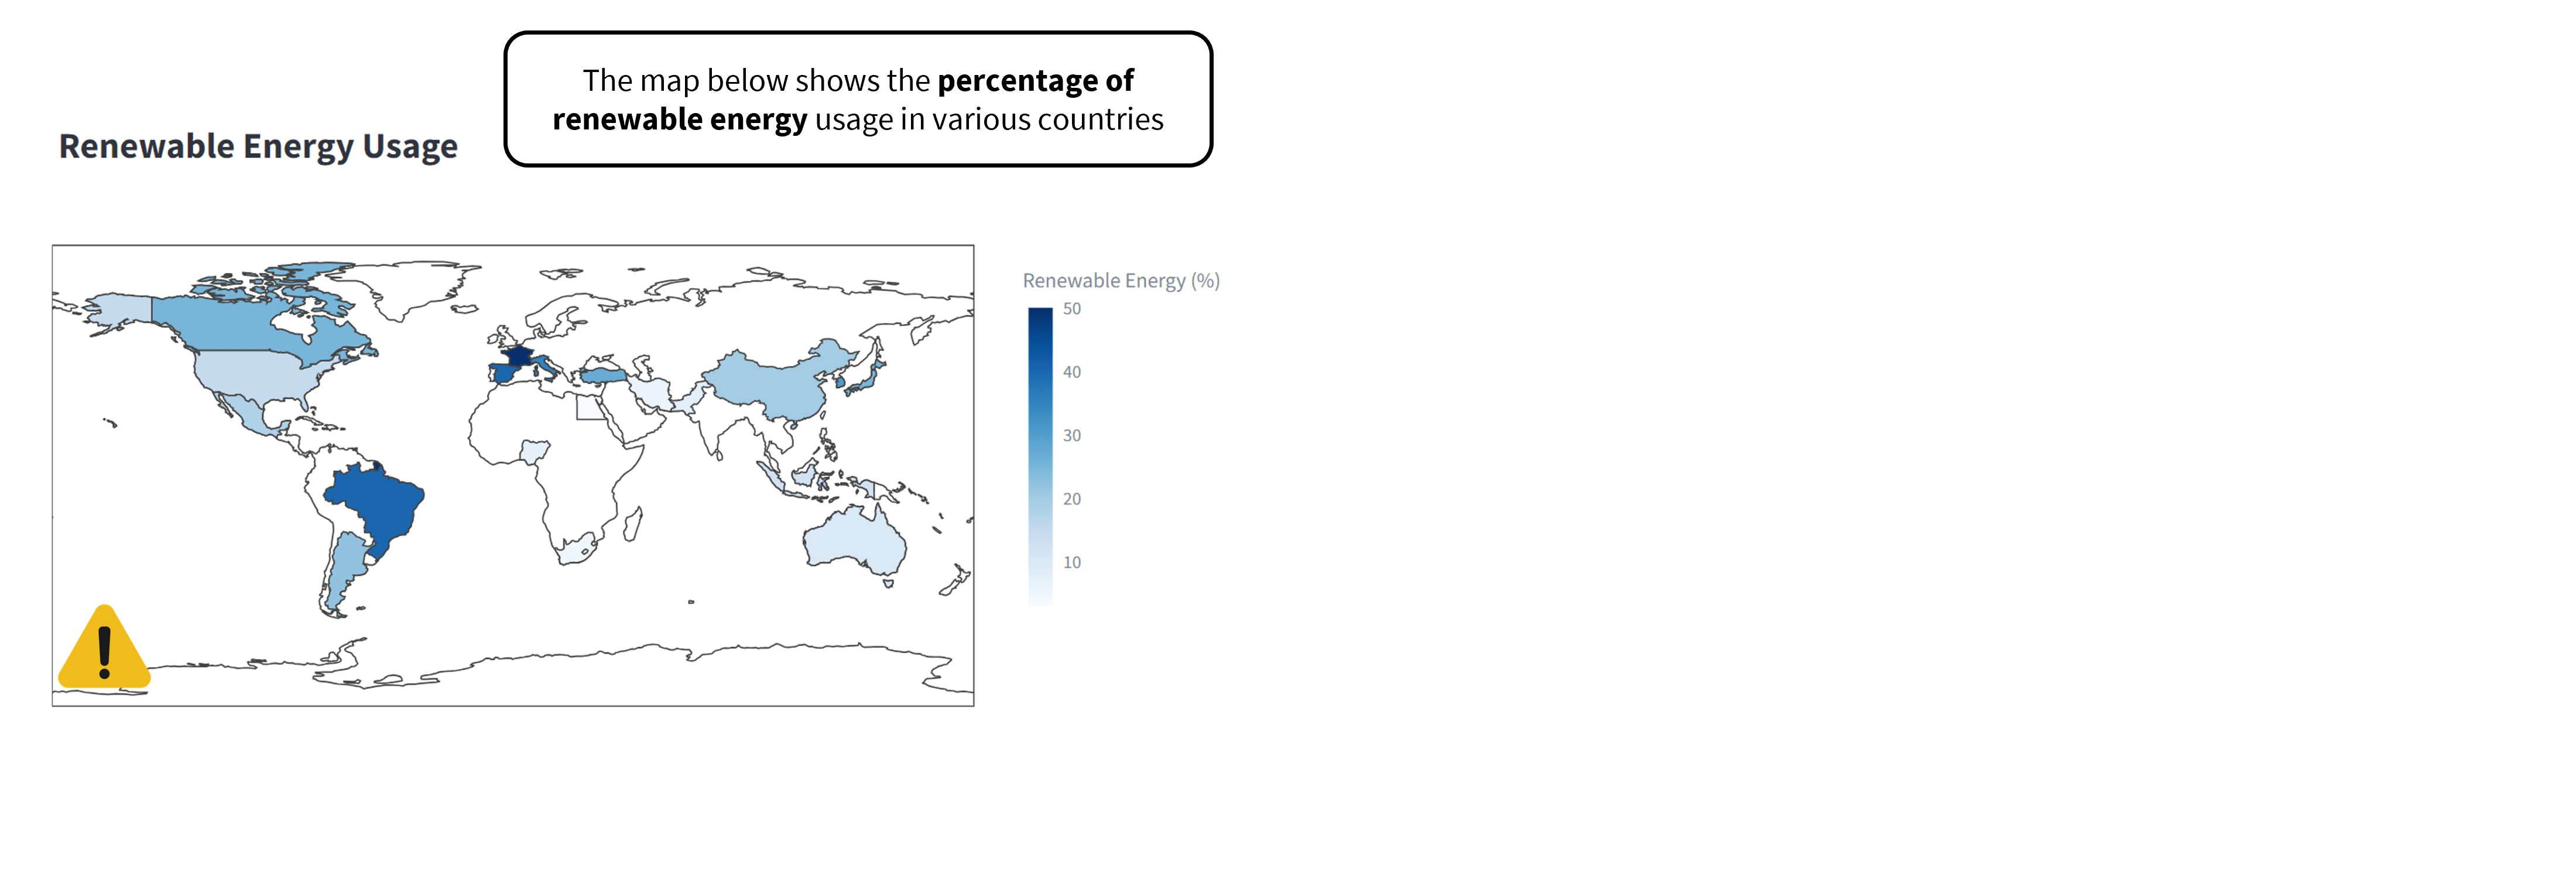 The map below shows the percentage of
renewable energy usage in various countries
Renewable Energy Usage
Renewable Energy (%)
50
40
30
20
10
!